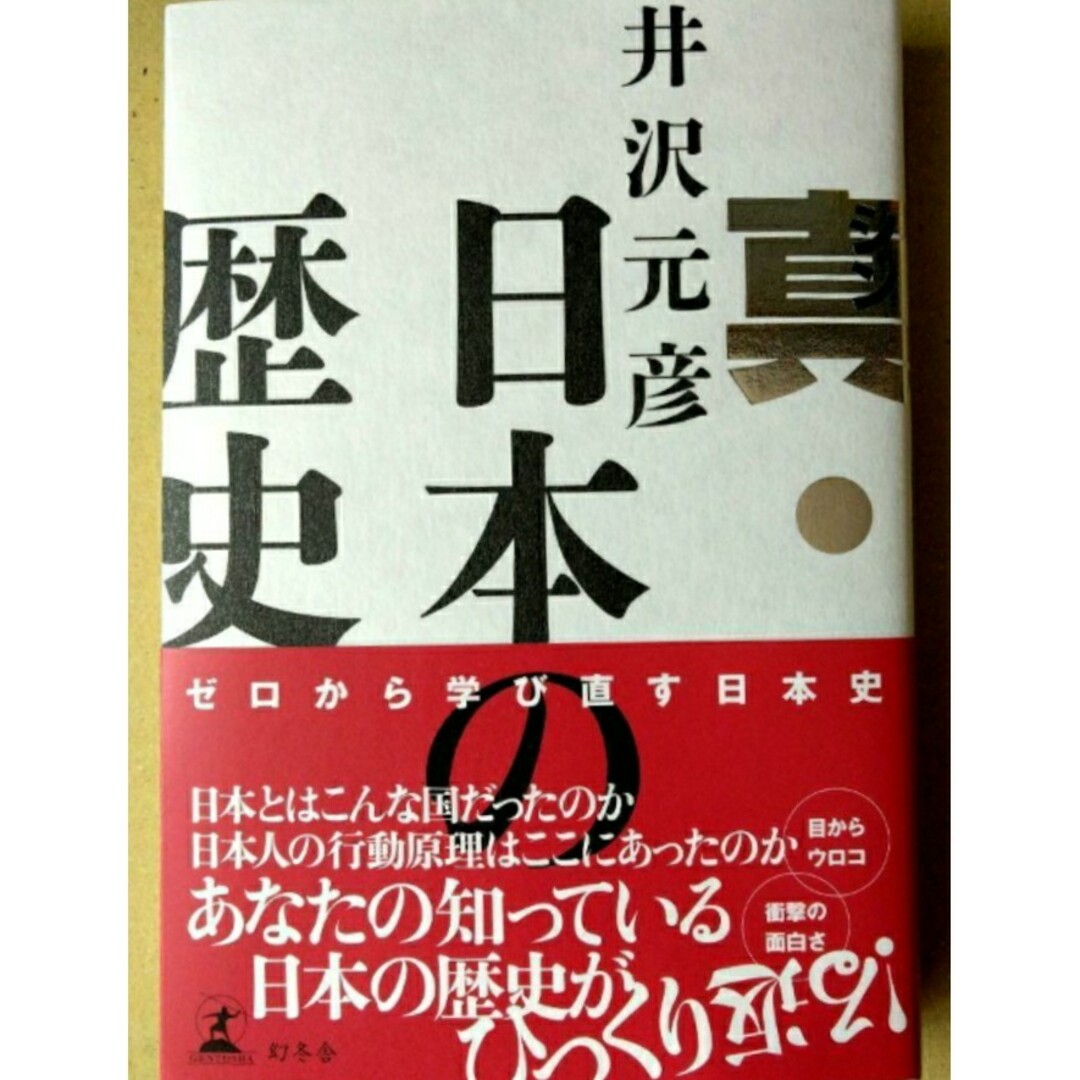 真・
シン
井沢元彦
日本の
歴史
ゼロから学び直す日本史
日本とはこんな国だったのか
日本人の行動原理はここにあったのか
目から
ウロコ
あなたの知っている
日本の歴史が
ひっくり返る!
衝撃の
面白さ
GENTOSHA
幻冬舎